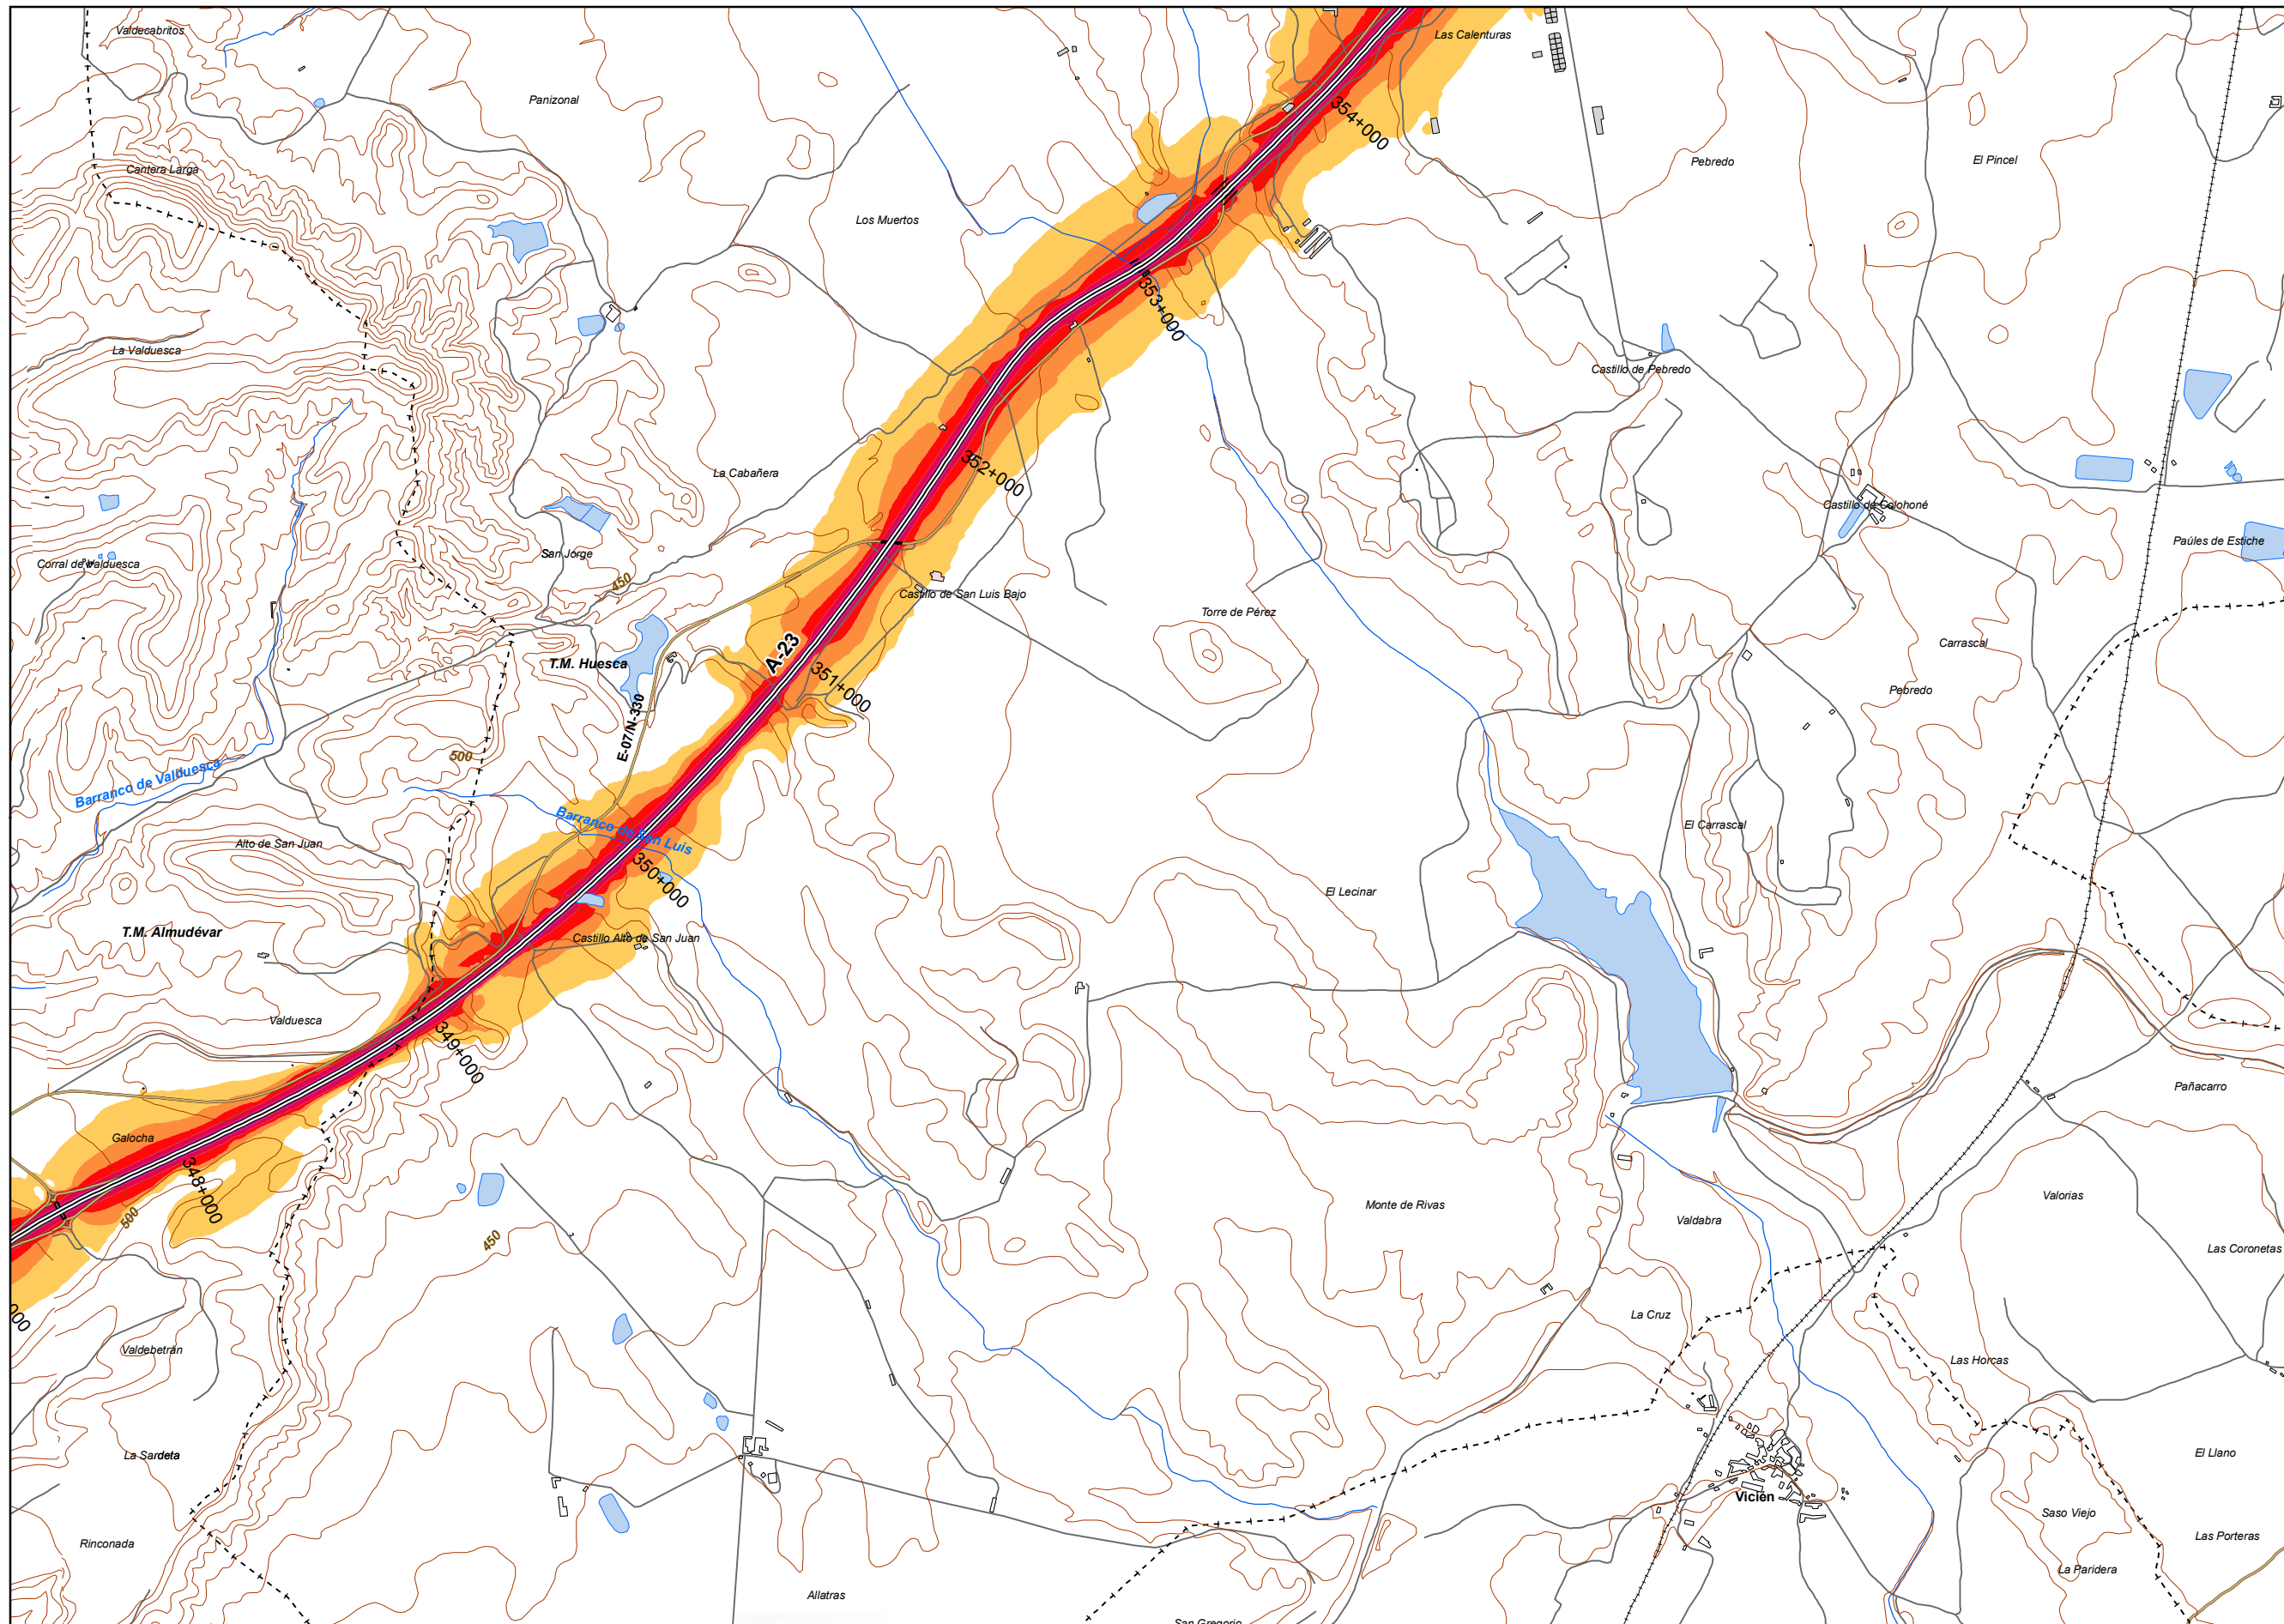 Valdecabritos
Las Calenturas
Panizonal
354+000
Cantera Larga
Pebredo
El Pincel
Los Muertos
353+000
La Valduesca
Castillo de Pebredo
La Cabañera
352+000
Castillo de Colohoné
San Jorge
Paúles de Estiche
Corral de Valduesca
450
Castillo de San Luis Bajo
Torre de Pérez
Carrascal
A-23
T.M. Huesca
351+000
Pebredo
E-07/N-330
500
Barranco de Valduesca
Barranco de San Luis
El Carrascal
Alto de San Juan
350+000
El Lecinar
T.M. Almudévar
Castillo Alto de San Juan
Valduesca
349+000
Pañacarro
Galocha
348+000
Valorias
Monte de Rivas
500
Valdabra
450
Las Coronetas
000
La Cruz
Valdebetrán
Las Horcas
La Sardeta
El Llano
Vicién
Saso Viejo
Las Porteras
Rinconada
La Paridera
Allatras
San Gregorio